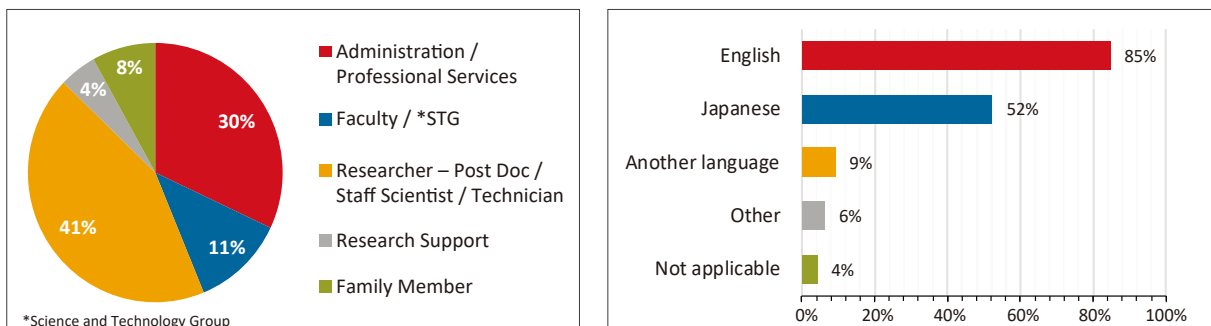 8%
4%
30%
41%
11%
Administration /
Professional Services
Faculty / *STG
Researcher – Post Doc /
Staff Scientist / Technician
Research Support
Family Member
*Science and Technology Group
English
85%
Japanese
52%
Another language
9%
Other
6%
Not applicable
4%
0% 20% 40% 60% 80% 100%